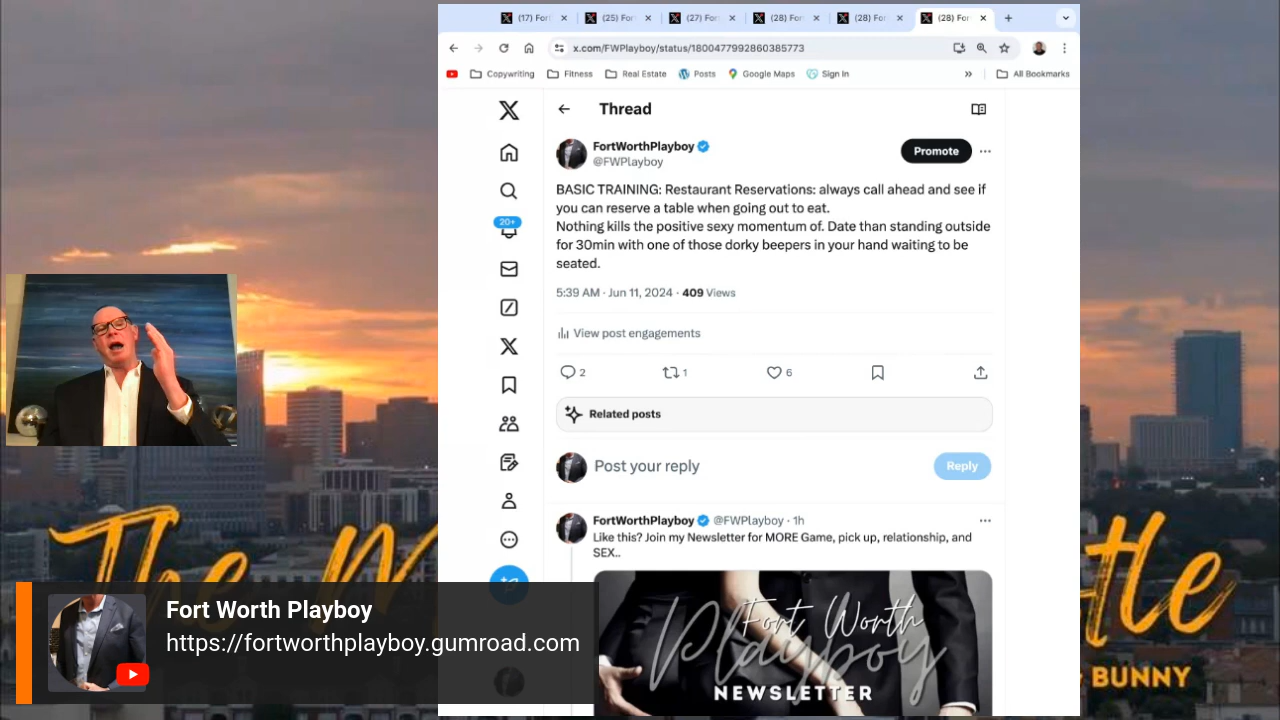 (17) For
(25) For
(27) For
(28) For
(28) For
(28) For
x.com/FWPlayboy/status/1800477992860385773
Copywriting
Fitness
Real Estate
Posts
Google Maps
Sign In
»
All Bookmarks
Thread
FortWorthPlayboy
@FWPlayboy
Promote
BASIC TRAINING: Restaurant Reservations: always call ahead and see if
you can reserve a table when going out to eat.
Nothing kills the positive sexy momentum of. Date than standing outside
for 30min with one of those dorky beepers in your hand waiting to be
seated.
5:39 AM · Jun 11, 2024 · 409 Views
View post engagements
2
1
6
Related posts
Post your reply
Reply
20+
FortWorthPlayboy @FWPlayboy · 1h
Like this? Join my Newsletter for MORE Game, pick up, relationship, and
SEX..
Fort Worth
Playboy
NEWSLETTER
The M
tle
BUNNY
Fort Worth Playboy
https://fortworthplayboy.gumroad.com